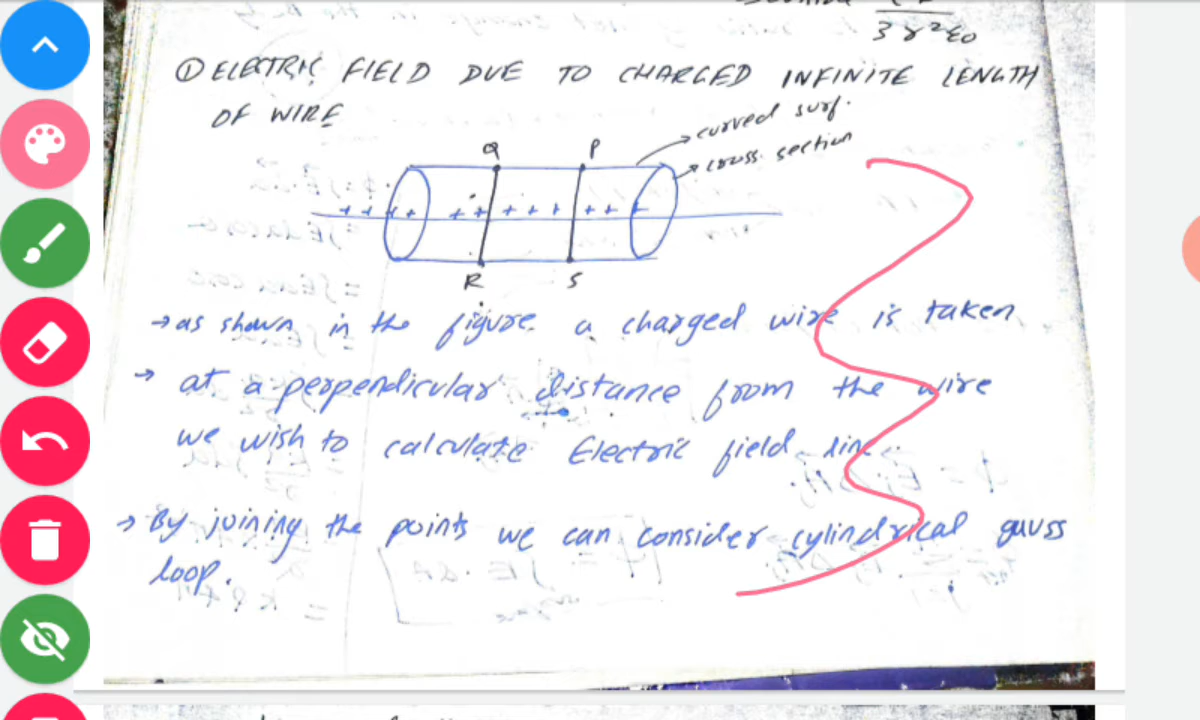 3r²ε₀
① ELECTRIC FIELD DUE TO CHARGED INFINITE LENGTH
OF WIRE
curved surf.
cross section
Q P
+ + + + + + + + + + + + +
R S
→ as shown in the figure a charged wire is taken
→ at a perpendicular distance from the wire
we wish to calculate Electric field line.
→ By joining the points we can consider cylindrical gauss
loop.